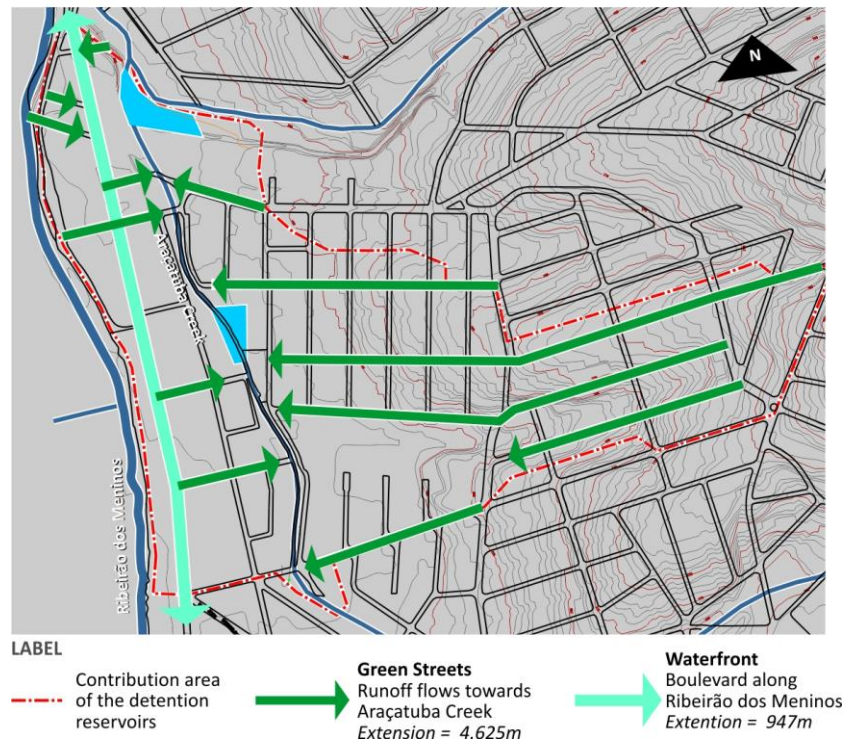 N
Araçatuba Creek
Ribeirão dos Meninos
LABEL
Contribution area
of the detention
reservoirs
Green Streets
Runoff flows towards
Araçatuba Creek
Extension = 4.625m
Waterfront
Boulevard along
Ribeirão dos Meninos
Extention = 947m